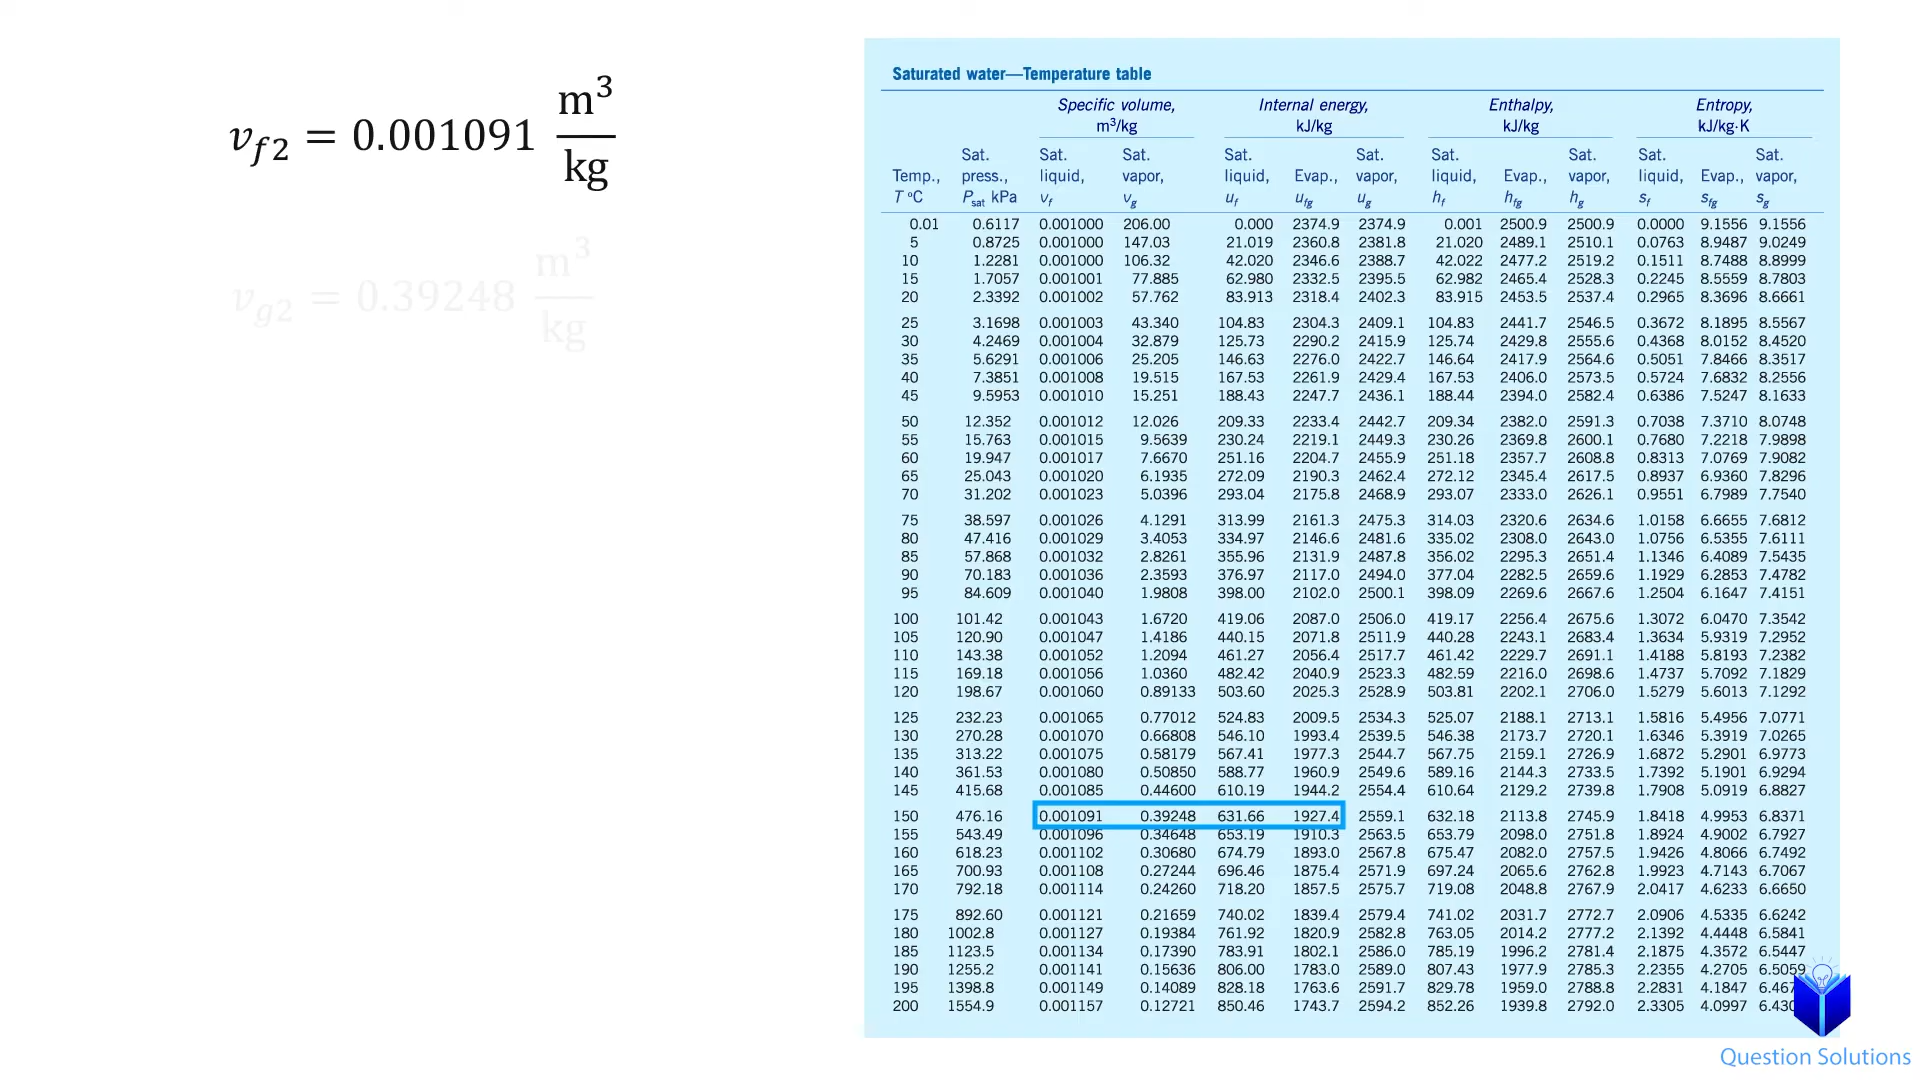 v_f2 = 0.001091 m³/kg
v_g2 = 0.39248 m³/kg
Saturated water—Temperature table
Specific volume, Internal energy, Enthalpy, Entropy,
m³/kg kJ/kg kJ/kg kJ/kg·K
Sat. Sat. Sat. Sat. Sat. Sat. Sat. Sat. Sat.
Temp., press., liquid, vapor, liquid, Evap., vapor, liquid, Evap., vapor, liquid, Evap., vapor,
T °C P_sat kPa v_f v_g u_f u_fg u_g h_f h_fg h_g s_f s_fg s_g
0.01 0.6117 0.001000 206.00 0.000 2374.9 2374.9 0.001 2500.9 2500.9 0.0000 9.1556 9.1556
5 0.8725 0.001000 147.03 21.019 2360.8 2381.8 21.020 2489.1 2510.1 0.0763 8.9487 9.0249
10 1.2281 0.001000 106.32 42.020 2346.6 2388.7 42.022 2477.2 2519.2 0.1511 8.7488 8.8999
15 1.7057 0.001001 77.885 62.980 2332.5 2395.5 62.982 2465.4 2528.3 0.2245 8.5559 8.7803
20 2.3392 0.001002 57.762 83.913 2318.4 2402.3 83.915 2453.5 2537.4 0.2965 8.3696 8.6661
25 3.1698 0.001003 43.340 104.83 2304.3 2409.1 104.83 2441.7 2546.5 0.3672 8.1895 8.5567
30 4.2469 0.001004 32.879 125.73 2290.2 2415.9 125.74 2429.8 2555.6 0.4368 8.0152 8.4520
35 5.6291 0.001006 25.205 146.63 2276.0 2422.7 146.64 2417.9 2564.6 0.5051 7.8466 8.3517
40 7.3851 0.001008 19.515 167.53 2261.9 2429.4 167.53 2406.0 2573.5 0.5724 7.6832 8.2556
45 9.5953 0.001010 15.251 188.43 2247.7 2436.1 188.44 2394.0 2582.4 0.6386 7.5247 8.1633
50 12.352 0.001012 12.026 209.33 2233.4 2442.7 209.34 2382.0 2591.3 0.7038 7.3710 8.0748
55 15.763 0.001015 9.5639 230.24 2219.1 2449.3 230.26 2369.8 2600.1 0.7680 7.2218 7.9898
60 19.947 0.001017 7.6670 251.16 2204.7 2455.9 251.18 2357.7 2608.8 0.8313 7.0769 7.9082
65 25.043 0.001020 6.1935 272.09 2190.3 2462.4 272.12 2345.4 2617.5 0.8937 6.9360 7.8296
70 31.202 0.001023 5.0396 293.04 2175.8 2468.9 293.07 2333.0 2626.1 0.9551 6.7989 7.7540
75 38.597 0.001026 4.1291 313.99 2161.3 2475.3 314.03 2320.6 2634.6 1.0158 6.6655 7.6812
80 47.416 0.001029 3.4053 334.97 2146.6 2481.6 335.02 2308.0 2643.0 1.0756 6.5355 7.6111
85 57.868 0.001032 2.8261 355.96 2131.9 2487.8 356.02 2295.3 2651.4 1.1346 6.4089 7.5435
90 70.183 0.001036 2.3593 376.97 2117.0 2494.0 377.04 2282.5 2659.6 1.1929 6.2853 7.4782
95 84.609 0.001040 1.9808 398.00 2102.0 2500.1 398.09 2269.6 2667.6 1.2504 6.1647 7.4151
100 101.42 0.001043 1.6720 419.06 2087.0 2506.0 419.17 2256.4 2675.6 1.3072 6.0470 7.3542
105 120.90 0.001047 1.4186 440.15 2071.8 2511.9 440.28 2243.1 2683.4 1.3634 5.9319 7.2952
110 143.38 0.001052 1.2094 461.27 2056.4 2517.7 461.42 2229.7 2691.1 1.4188 5.8193 7.2382
115 169.18 0.001056 1.0360 482.42 2040.9 2523.3 482.59 2216.0 2698.6 1.4737 5.7092 7.1829
120 198.67 0.001060 0.89133 503.60 2025.3 2528.9 503.81 2202.1 2706.0 1.5279 5.6013 7.1292
125 232.23 0.001065 0.77012 524.83 2009.5 2534.3 525.07 2188.1 2713.1 1.5816 5.4956 7.0771
130 270.28 0.001070 0.66808 546.10 1993.4 2539.5 546.38 2173.7 2720.1 1.6346 5.3919 7.0265
135 313.22 0.001075 0.58179 567.41 1977.3 2544.7 567.75 2159.1 2726.9 1.6872 5.2901 6.9773
140 361.53 0.001080 0.50850 588.77 1960.9 2549.6 589.16 2144.3 2733.5 1.7392 5.1901 6.9294
145 415.68 0.001085 0.44600 610.19 1944.2 2554.4 610.64 2129.2 2739.8 1.7908 5.0919 6.8827
150 476.16 0.001091 0.39248 631.66 1927.4 2559.1 632.18 2113.8 2745.9 1.8418 4.9953 6.8371
155 543.49 0.001096 0.34648 653.19 1910.3 2563.5 653.79 2098.0 2751.8 1.8924 4.9002 6.7927
160 618.23 0.001102 0.30680 674.79 1893.0 2567.8 675.47 2082.0 2757.5 1.9426 4.8066 6.7492
165 700.93 0.001108 0.27244 696.46 1875.4 2571.9 697.24 2065.6 2762.8 1.9923 4.7143 6.7067
170 792.18 0.001114 0.24260 718.20 1857.5 2575.7 719.08 2048.8 2767.9 2.0417 4.6233 6.6650
175 892.60 0.001121 0.21659 740.02 1839.4 2579.4 741.02 2031.7 2772.7 2.0906 4.5335 6.6242
180 1002.8 0.001127 0.19384 761.92 1820.9 2582.8 763.05 2014.2 2777.2 2.1392 4.4448 6.5841
185 1123.5 0.001134 0.17390 783.91 1802.1 2586.0 785.19 1996.2 2781.4 2.1875 4.3572 6.5447
190 1255.2 0.001141 0.15636 806.00 1783.0 2589.0 807.43 1977.9 2785.3 2.2355 4.2705 6.5059
195 1398.8 0.001149 0.14089 828.18 1763.6 2591.7 829.78 1959.0 2788.8 2.2831 4.1847
200 1554.9 0.001157 0.12721 850.46 1743.7 2594.2 852.26 1939.8 2792.0 2.3305 4.0997
Question Solutions